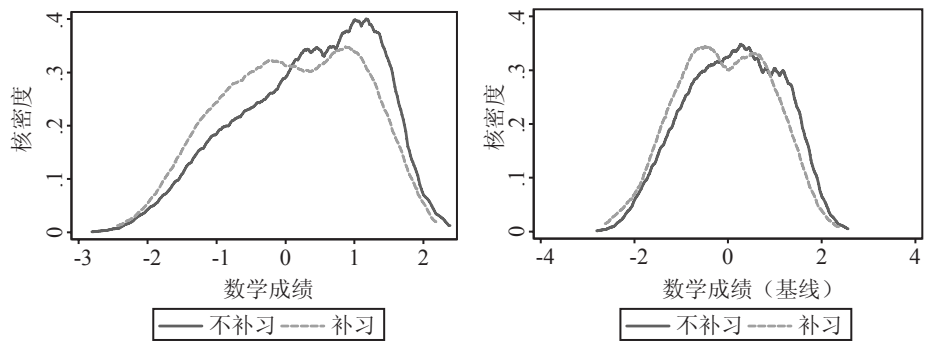 核密度
.4
.3
.2
.1
0
-3 -2 -1 0 1 2
数学成绩
不补习 补习
核密度
.4
.3
.2
.1
0
-4 -2 0 2 4
数学成绩（基线）
不补习 补习